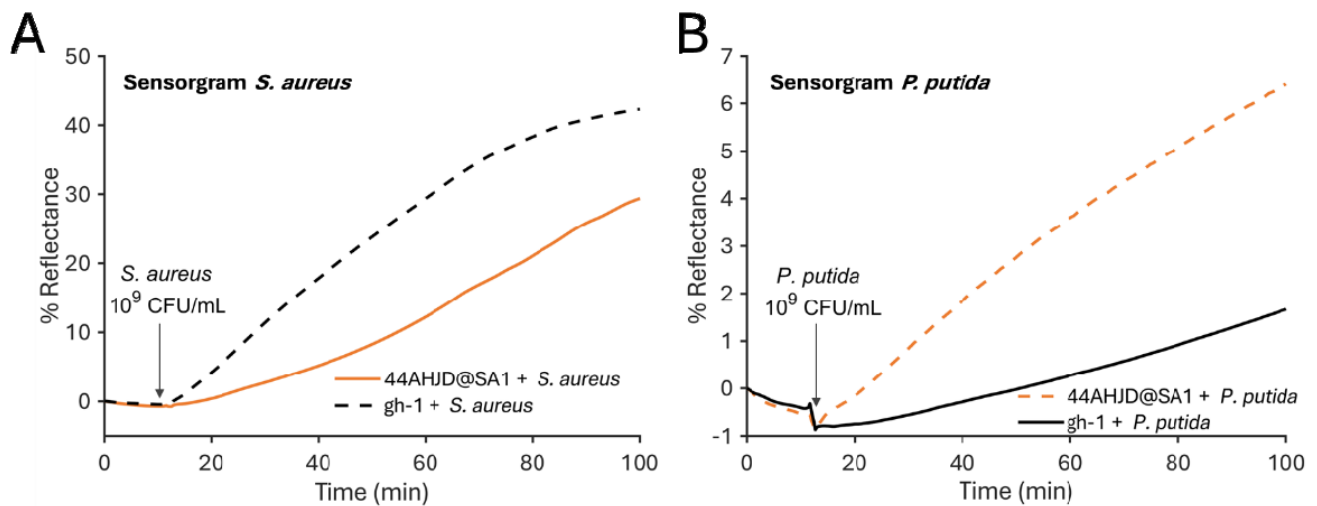 A
Sensorgram S. aureus
% Reflectance
50
40
30
20
10
0
S. aureus
10⁹ CFU/mL
44AHJD@SA1 + S. aureus
gh-1 + S. aureus
0 20 40 60 80 100
Time (min)
B
Sensorgram P. putida
% Reflectance
7
6
5
4
3
2
1
0
-1
P. putida
10⁹ CFU/mL
44AHJD@SA1 + P. putida
gh-1 + P. putida
0 20 40 60 80 100
Time (min)